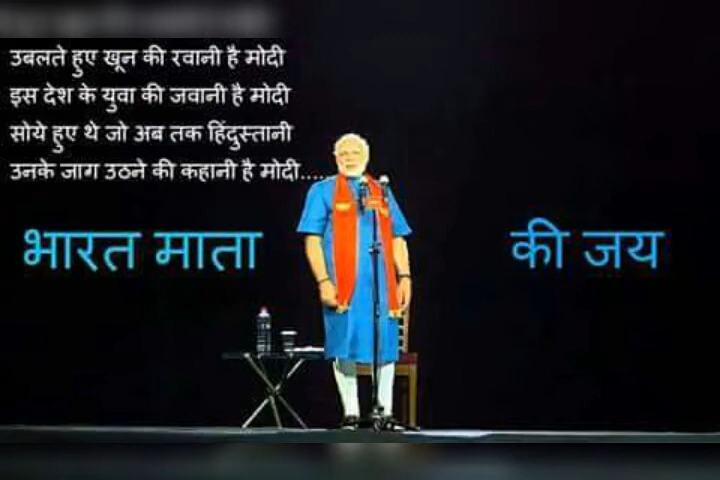 उबलते हुए खून की रवानी है मोदी
इस देश के युवा की जवानी है मोदी
सोये हुए थे जो अब तक हिंदुस्तानी
उनके जाग उठने की कहानी है मोदी.....
भारत माता की जय